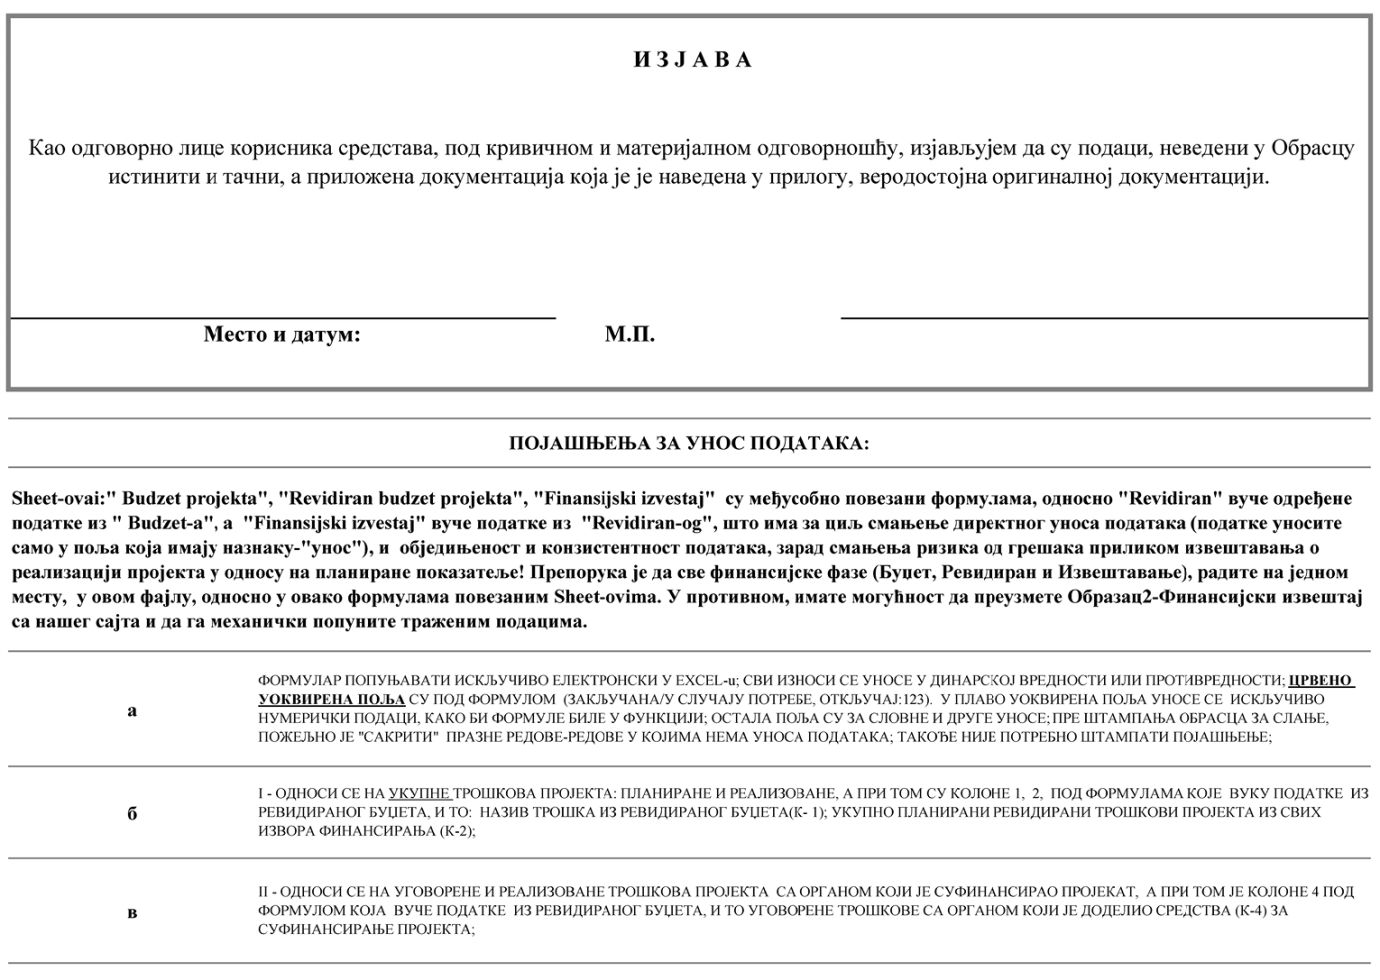 И З Ј А В А
Као одговорно лице корисника средстава, под кривичном и материјалном одговорношћу, изјављујем да су подаци, неведени у Обрасцу
истинити и тачни, а приложена документација која је је наведена у прилогу, веродостојна оригиналној документацији.
Место и датум: М.П.
ПОЈАШЊЕЊА ЗА УНОС ПОДАТАКА:
Sheet-ovai:" Budzet projekta", "Revidiran budzet projekta", "Finansijski izvestaj" су међусобно повезани формулама, односно "Revidiran" вуче одређене
податке из " Budzet-a", а "Finansijski izvestaj" вуче податке из "Revidiran-og", што има за циљ смањење директног уноса података (податке уносите
само у поља која имају назнаку-"унос"), и обједињеност и конзистентност података, зарад смањења ризика од грешака приликом извештавања о
реализацији пројекта у односу на планиране показатеље! Препорука је да све финансијске фазе (Буџет, Ревидиран и Извештавање), радите на једном
месту, у овом фајлу, односно у овако формулама повезаним Sheet-ovima. У противном, имате могућност да преузмете Образац2-Финансијски извештај
са нашег сајта и да га механички попуните траженим подацима.
ФОРМУЛАР ПОПУЊАВАТИ ИСКЉУЧИВО ЕЛЕКТРОНСКИ У EXCEL-u; СВИ ИЗНОСИ СЕ УНОСЕ У ДИНАРСКОЈ ВРЕДНОСТИ ИЛИ ПРОТИВРЕДНОСТИ; ЦРВЕНО
а УОКВИРЕНА ПОЉА СУ ПОД ФОРМУЛОМ (ЗАКЉУЧАНА/У СЛУЧАЈУ ПОТРЕБЕ, ОТКЉУЧАЈ:123). У ПЛАВО УОКВИРЕНА ПОЉА УНОСЕ СЕ ИСКЉУЧИВО
НУМЕРИЧКИ ПОДАЦИ, КАКО БИ ФОРМУЛЕ БИЛЕ У ФУНКЦИЈИ; ОСТАЛА ПОЉА СУ ЗА СЛОВНЕ И ДРУГЕ УНОСЕ; ПРЕ ШТАМПАЊА ОБРАСЦА ЗА СЛАЊЕ,
ПОЖЕЉНО ЈЕ "САКРИТИ" ПРАЗНЕ РЕДОВЕ-РЕДОВЕ У КОЈИМА НЕМА УНОСА ПОДАТАКА; ТАКОЂЕ НИЈЕ ПОТРЕБНО ШТАМПАТИ ПОЈАШЊЕЊЕ;
I - ОДНОСИ СЕ НА УКУПНЕ ТРОШКОВА ПРОЈЕКТА: ПЛАНИРАНЕ И РЕАЛИЗОВАНЕ, А ПРИ ТОМ СУ КОЛОНЕ 1, 2, ПОД ФОРМУЛАМА КОЈЕ ВУКУ ПОДАТКЕ ИЗ
б РЕВИДИРАНОГ БУЏЕТА, И ТО: НАЗИВ ТРОШКА ИЗ РЕВИДИРАНОГ БУЏЕТА(К- 1); УКУПНО ПЛАНИРАНИ РЕВИДИРАНИ ТРОШКОВИ ПРОЈЕКТА ИЗ СВИХ
ИЗВОРА ФИНАНСИРАЊА (К-2);
II - ОДНОСИ СЕ НА УГОВОРЕНЕ И РЕАЛИЗОВАНЕ ТРОШКОВА ПРОЈЕКТА СА ОРГАНОМ КОЈИ ЈЕ СУФИНАНСИРАО ПРОЈЕКАТ, А ПРИ ТОМ ЈЕ КОЛОНЕ 4 ПОД
в ФОРМУЛОМ КОЈА ВУЧЕ ПОДАТКЕ ИЗ РЕВИДИРАНОГ БУЏЕТА, И ТО УГОВОРЕНЕ ТРОШКОВЕ СА ОРГАНОМ КОЈИ ЈЕ ДОДЕЛИО СРЕДСТВА (К-4) ЗА
СУФИНАНСИРАЊЕ ПРОЈЕКТА;